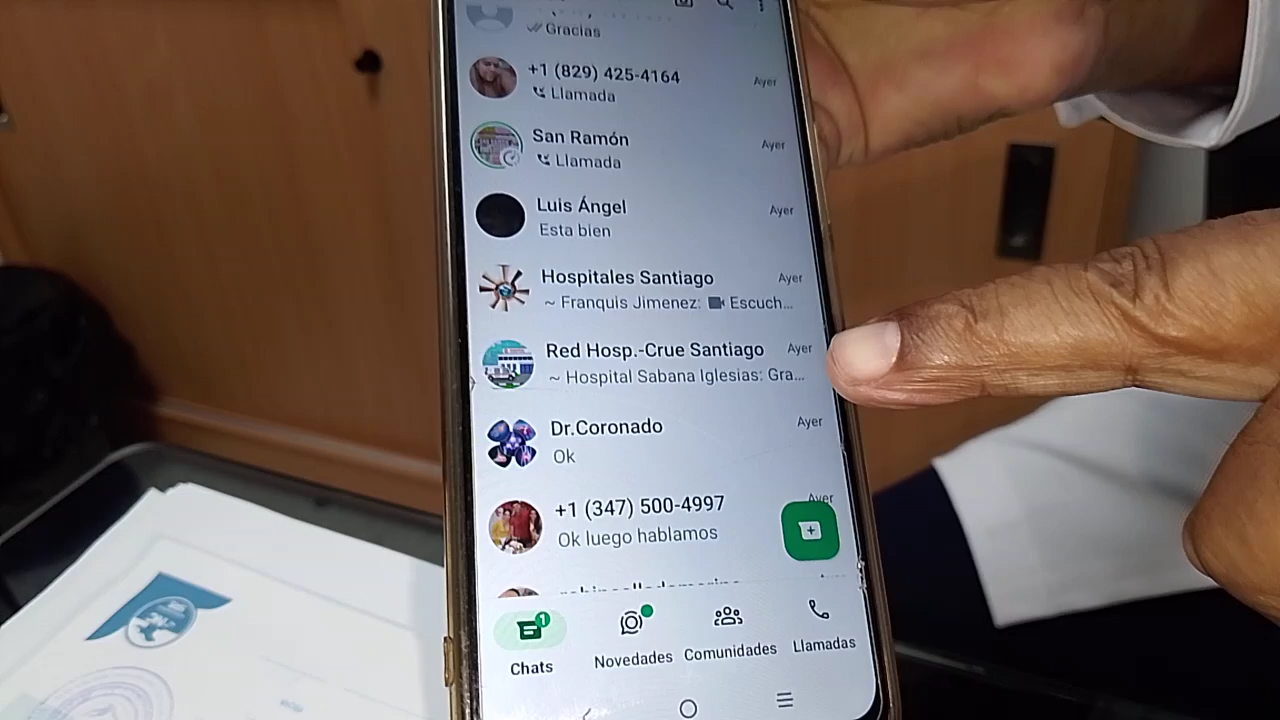 Gracias
+1 (829) 425-4164
Ayer
Llamada
San Ramón
Ayer
Llamada
Luis Ángel
Ayer
Esta bien
Hospitales Santiago
Ayer
~ Franquis Jimenez: Escuch...
Red Hosp.-Crue Santiago
Ayer
~ Hospital Sabana Iglesias: Gra...
Dr.Coronado
Ayer
Ok
+1 (347) 500-4997
Ayer
Ok luego hablamos
1
Chats
Novedades
Comunidades
Llamadas